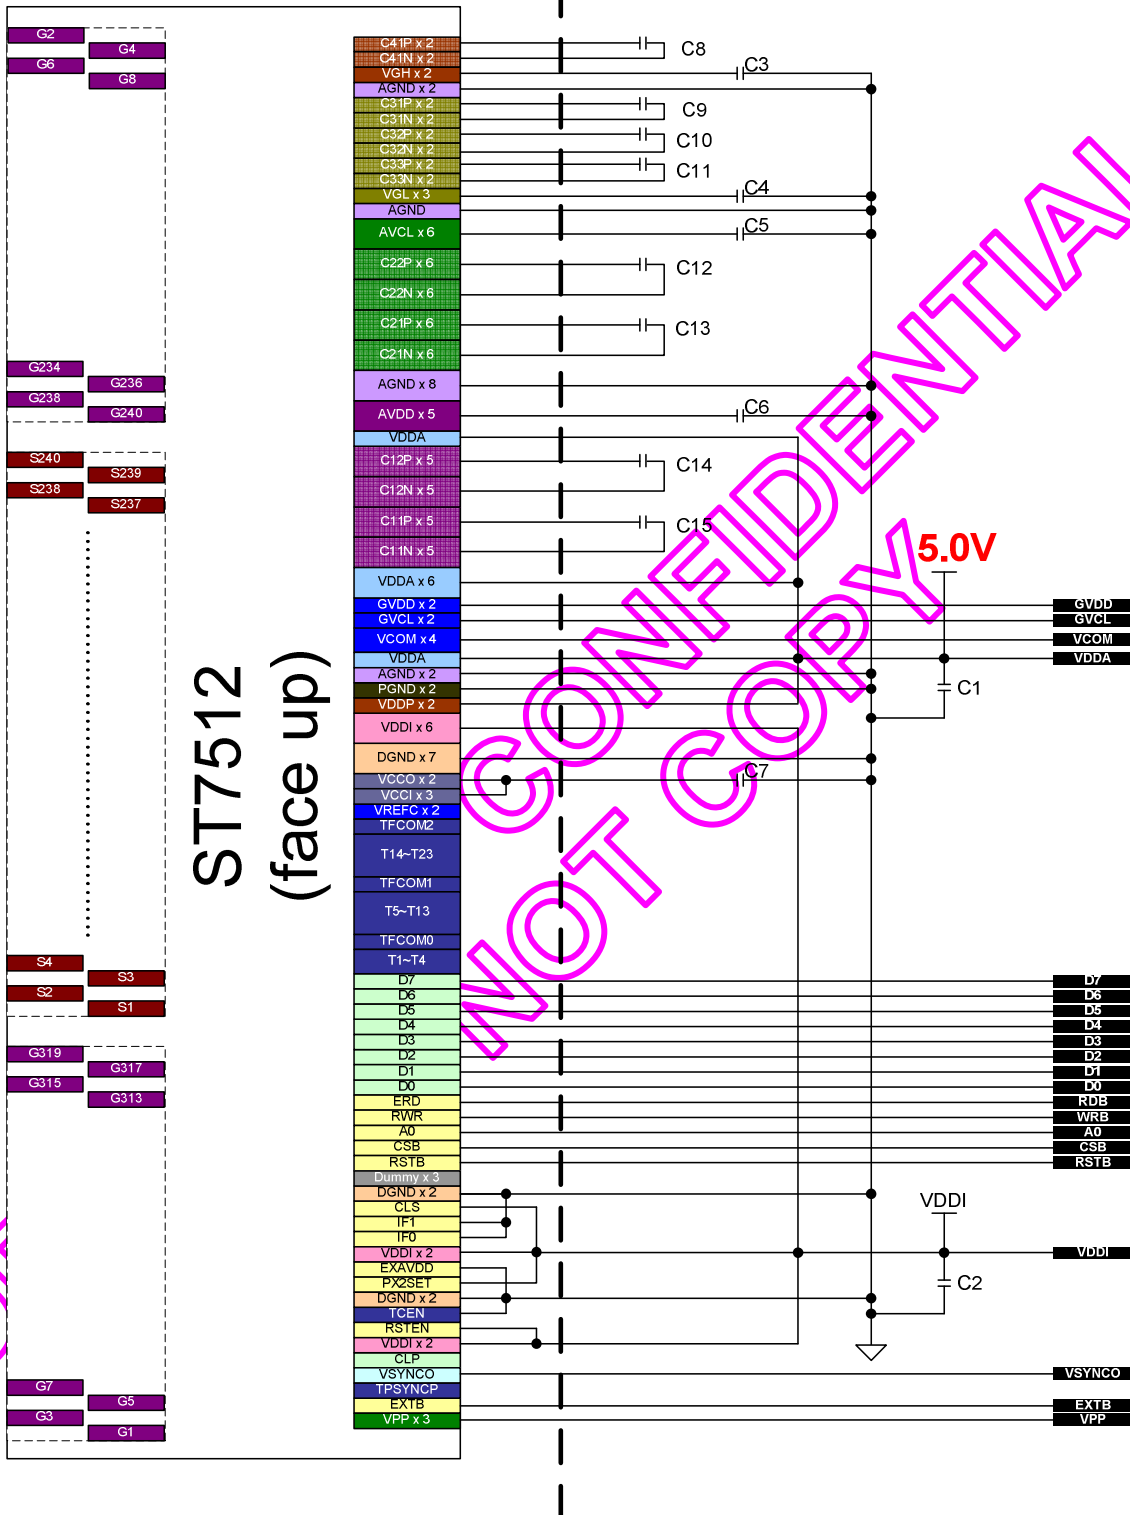 G2
G4
G6
G8
G234
G236
G238
G240
S240
S239
S238
S237
S4
S3
S2
S1
G319
G317
G315
G313
G7
G5
G3
G1
ST7512
(face up)
C41P x 2
C41N x 2
VGH x 2
AGND x 2
C31P x 2
C31N x 2
C32P x 2
C32N x 2
C33P x 2
C33N x 2
VGL x 3
AGND
AVCL x 6
C22P x 6
C22N x 6
C21P x 6
C21N x 6
AGND x 8
AVDD x 5
VDDA
C12P x 5
C12N x 5
C11P x 5
C11N x 5
VDDA x 6
GVDD x 2
GVCL x 2
VCOM x 4
VDDA
AGND x 2
PGND x 2
VDDP x 2
VDDI x 6
DGND x 7
VCCO x 2
VCCI x 3
VREFC x 2
TFCOM2
T14~T23
TFCOM1
T5~T13
TFCOM0
T1~T4
D7
D6
D5
D4
D3
D2
D1
D0
ERD
RWR
A0
CSB
RSTB
Dummy x 3
DGND x 2
CLS
IF1
IF0
VDDI x 2
EXAVDD
PX2SET
DGND x 2
TCEN
RSTEN
VDDI x 2
CLP
VSYNCO
TPSYNCP
EXTB
VPP x 3
C8
C3
C9
C10
C11
C4
C5
C12
C13
C6
C14
C15
5.0V
C1
C7
VDDI
C2
GVDD
GVCL
VCOM
VDDA
D7
D6
D5
D4
D3
D2
D1
D0
RDB
WRB
A0
CSB
RSTB
VDDI
VSYNCO
EXTB
VPP
CONFIDENTIAL
NOT COPY